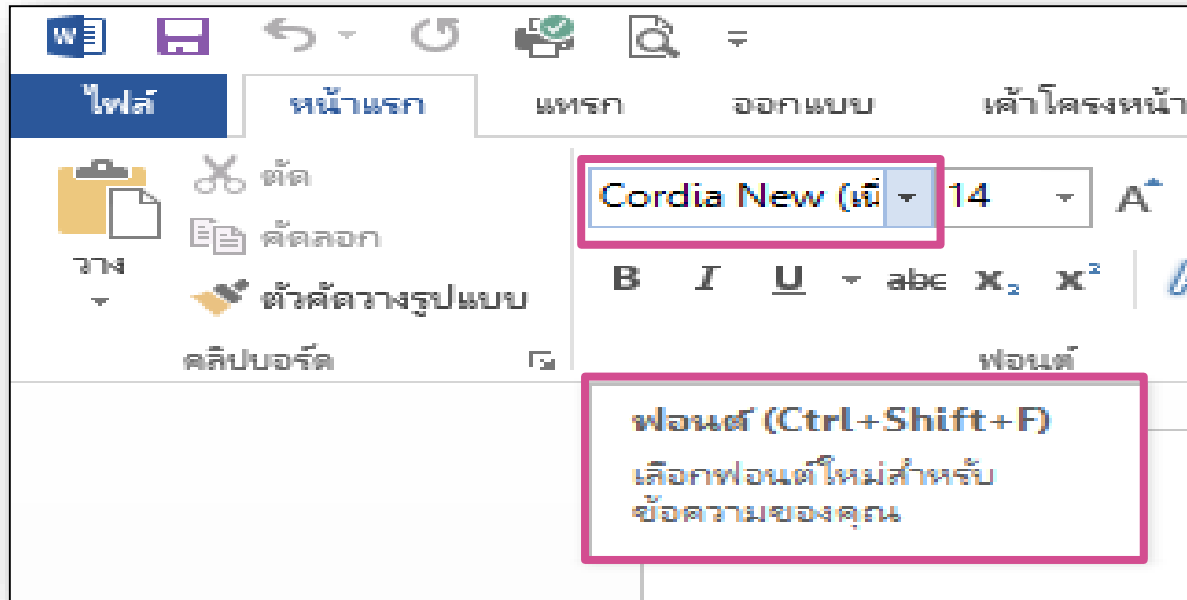 ไฟล์ หน้าแรก แทรก ออกแบบ เค้าโครงหน้า
ตัด
คัดลอก
วาง
ตัวคัดวางรูปแบบ
คลิปบอร์ด
Cordia New (เนื 14
B I U abc x₂ x²
ฟอนต์
ฟอนต์ (Ctrl+Shift+F)
เลือกฟอนต์ใหม่สำหรับ
ข้อความของคุณ